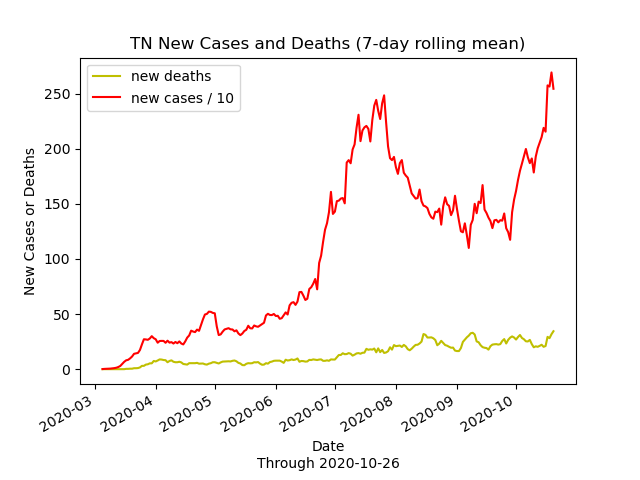 TN New Cases and Deaths (7-day rolling mean)
new deaths
new cases / 10
250
200
150
100
50
0
New Cases or Deaths
2020-03
2020-04
2020-05
2020-06
2020-07
2020-08
2020-09
2020-10
Date
Through 2020-10-26